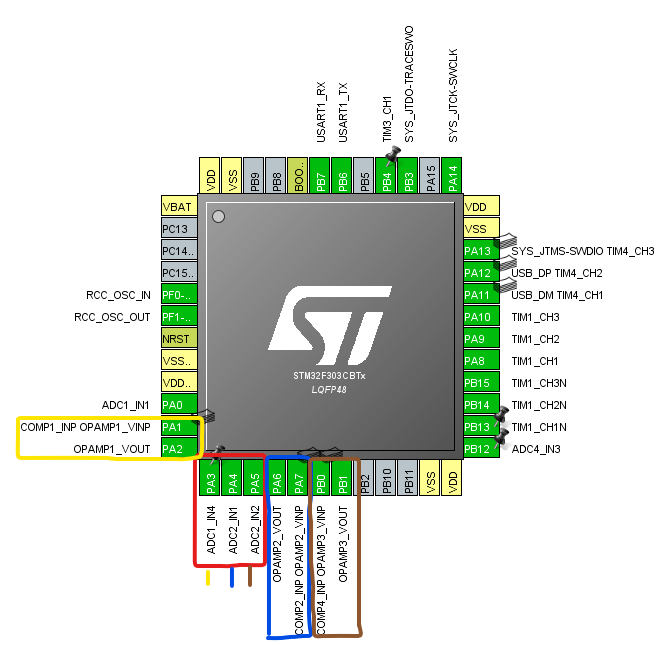 USART1_RX
USART1_TX
TIM3_CH1
SYS_JTDO-TRACESWO
SYS_JTCK-SWCLK
VDD
VSS
PB9
PB8
BOO..
PB7
PB6
PB5
PB4
PB3
PA15
PA14
VBAT
PC13
PC14..
PC15..
RCC_OSC_IN PF0-..
RCC_OSC_OUT PF1-..
NRST
VSS..
VDD..
ADC1_IN1 PA0
COMP1_INP OPAMP1_VINP PA1
OPAMP1_VOUT PA2
ST
STM32F303CBTx
LQFP48
VDD
VSS
PA13 SYS_JTMS-SWDIO TIM4_CH3
PA12 USB_DP TIM4_CH2
PA11 USB_DM TIM4_CH1
PA10 TIM1_CH3
PA9 TIM1_CH2
PA8 TIM1_CH1
PB15 TIM1_CH3N
PB14 TIM1_CH2N
PB13 TIM1_CH1N
PB12 ADC4_IN3
PA3
PA4
PA5
PA6
PA7
PB0
PB1
PB2
PB10
PB11
VSS
VDD
ADC1_IN4
ADC2_IN1
ADC2_IN2
OPAMP2_VOUT
COMP2_INP OPAMP2_VINP
COMP4_INP OPAMP3_VINP
OPAMP3_VOUT